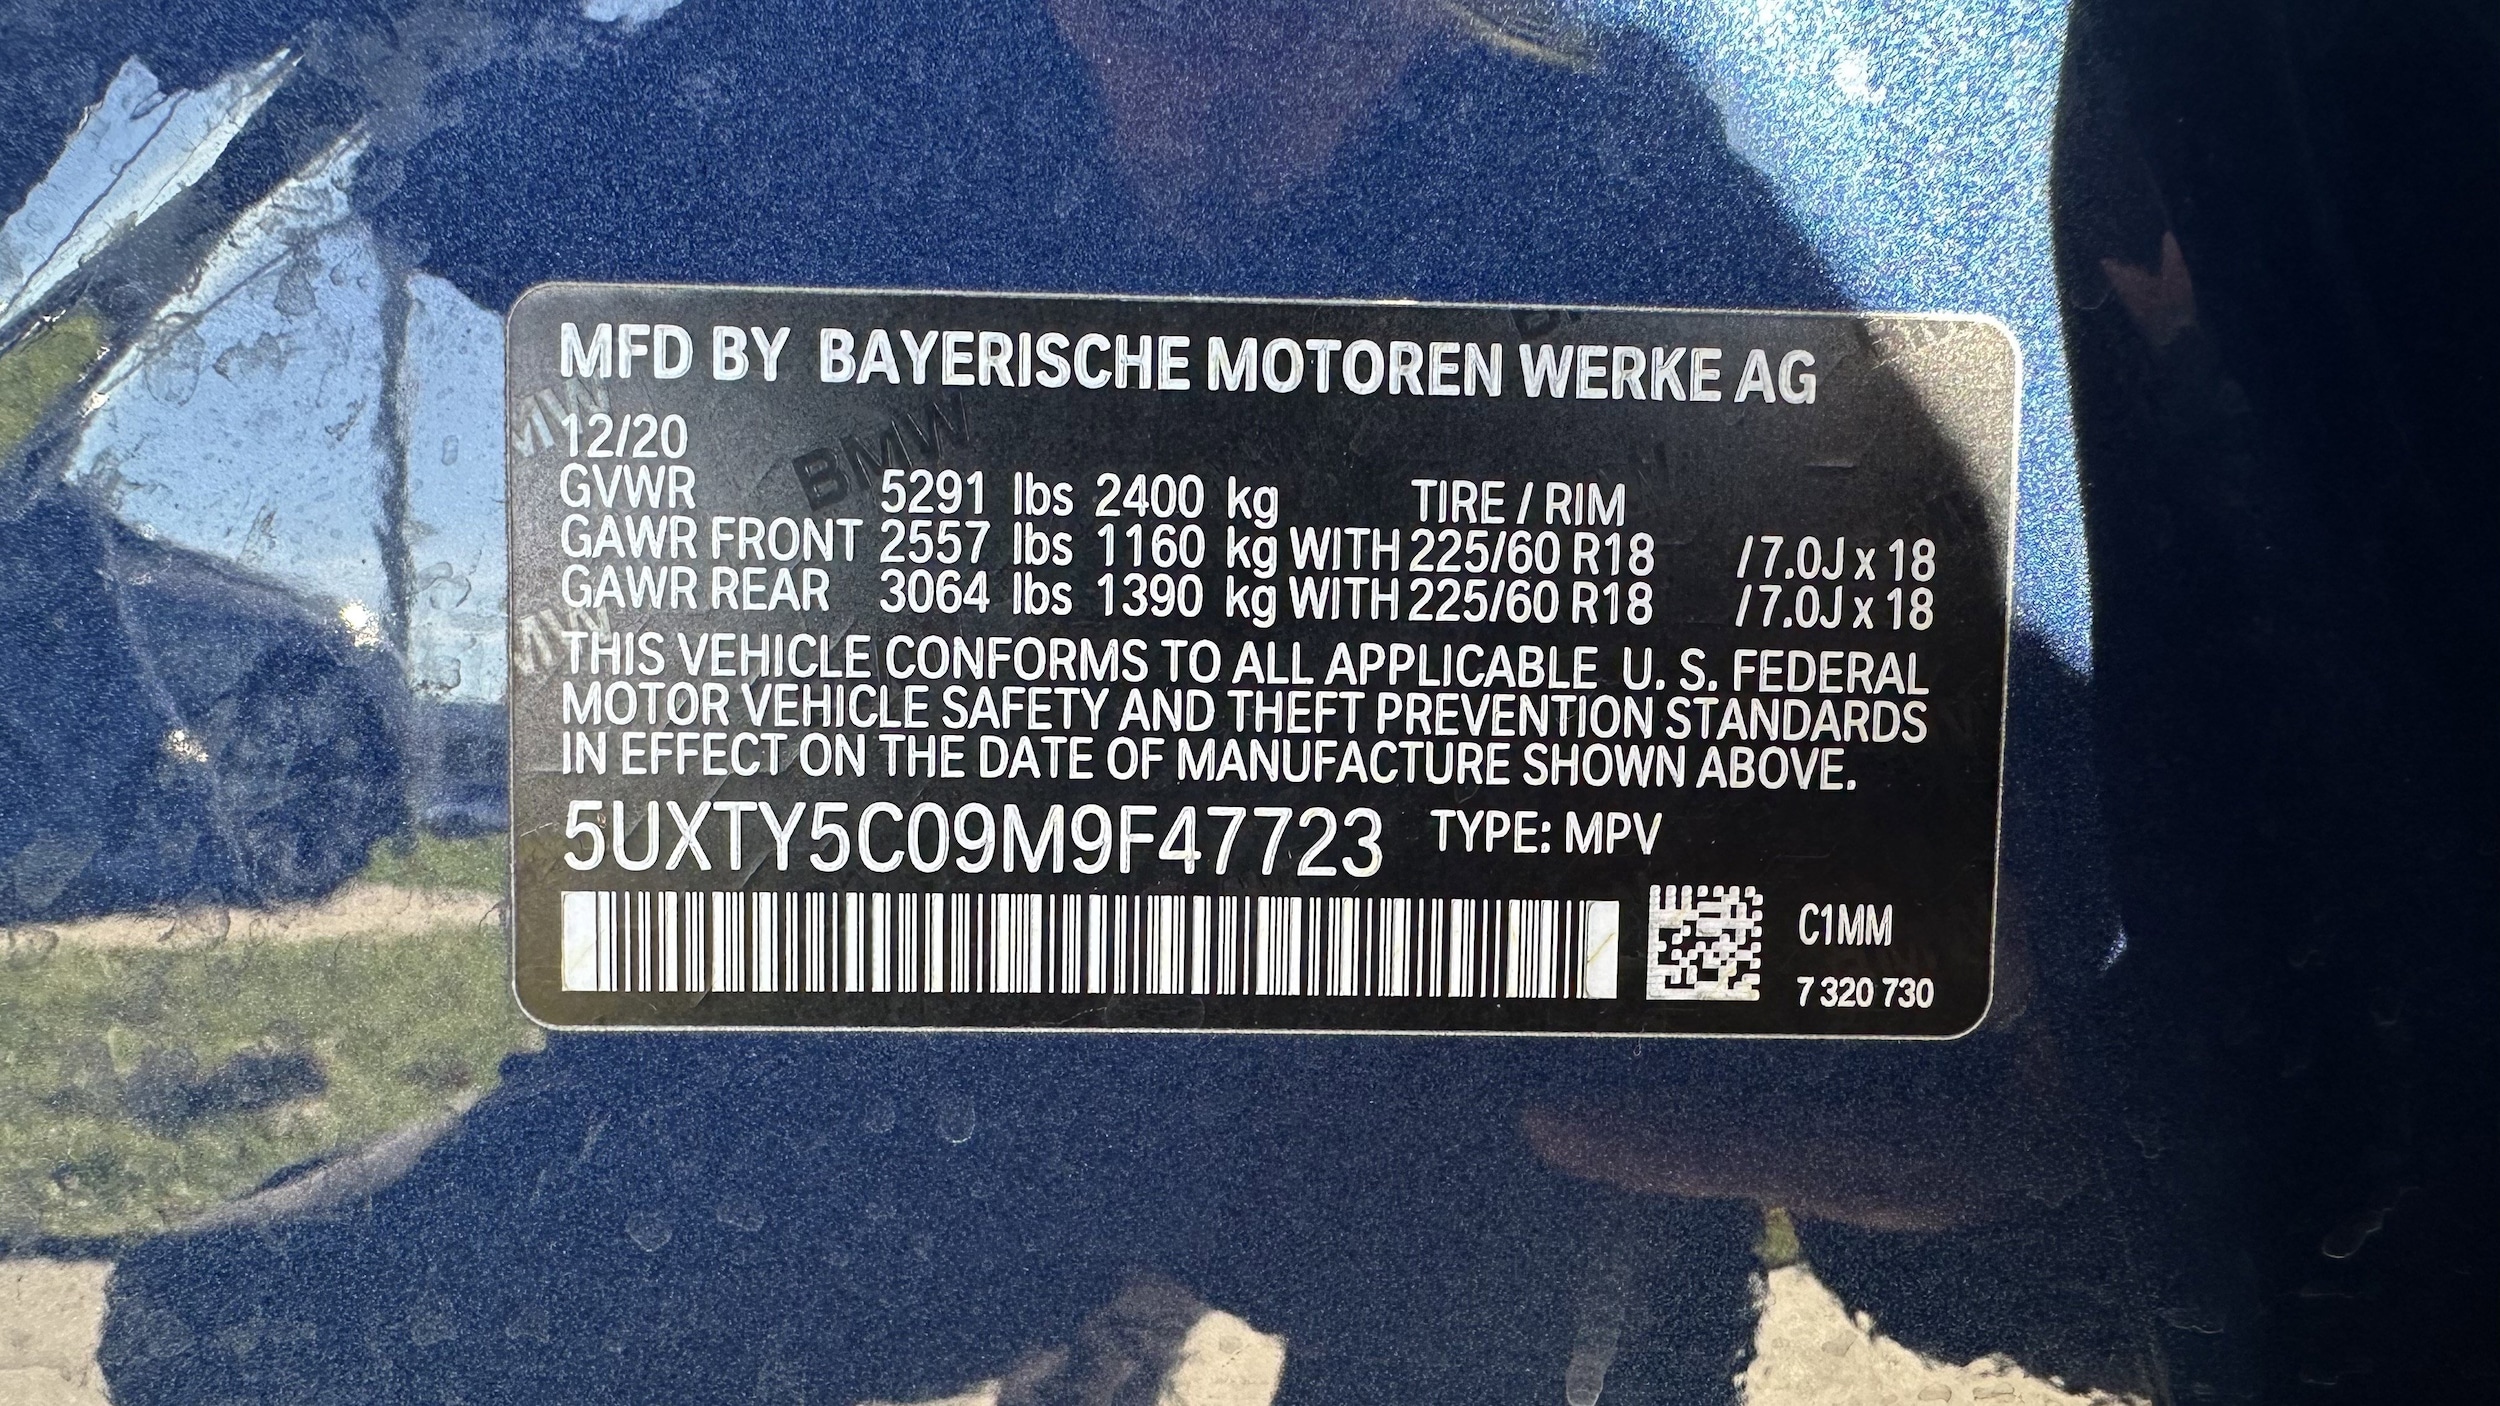 MFD BY BAYERISCHE MOTOREN WERKE AG
12/20
GVWR 5291 lbs 2400 kg TIRE / RIM
GAWR FRONT 2557 lbs 1160 kg WITH 225/60 R18 / 7.0J x 18
GAWR REAR 3064 lbs 1390 kg WITH 225/60 R18 / 7.0J x 18
THIS VEHICLE CONFORMS TO ALL APPLICABLE U. S. FEDERAL
MOTOR VEHICLE SAFETY AND THEFT PREVENTION STANDARDS
IN EFFECT ON THE DATE OF MANUFACTURE SHOWN ABOVE.
5UXTY5C09M9F47723 TYPE: MPV
C1MM
7 320 730
BMW